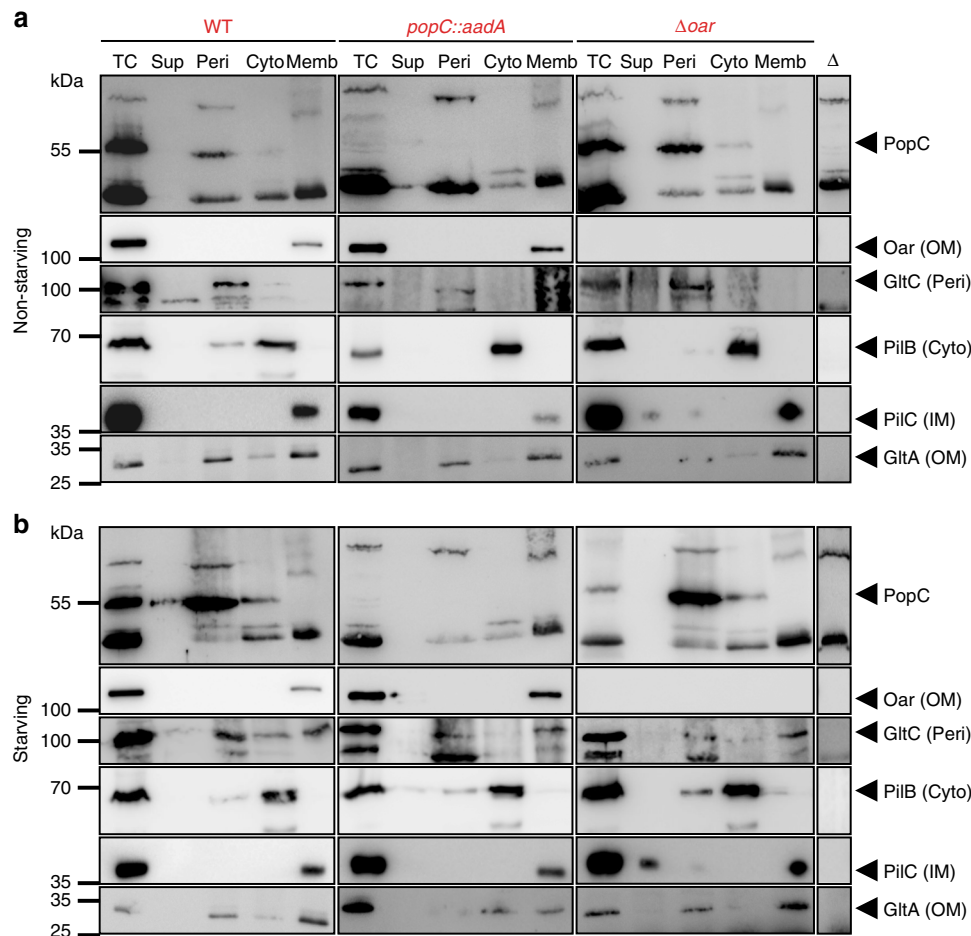 a
WT popC::aadA Δoar
TC Sup Peri Cyto Memb TC Sup Peri Cyto Memb TC Sup Peri Cyto Memb Δ
kDa
55
PopC
Non-starving
100
Oar (OM)
100
GltC (Peri)
70
PilB (Cyto)
35
PilC (IM)
35
25
GltA (OM)
b
kDa
55
PopC
Starving
100
Oar (OM)
100
GltC (Peri)
70
PilB (Cyto)
35
PilC (IM)
35
25
GltA (OM)